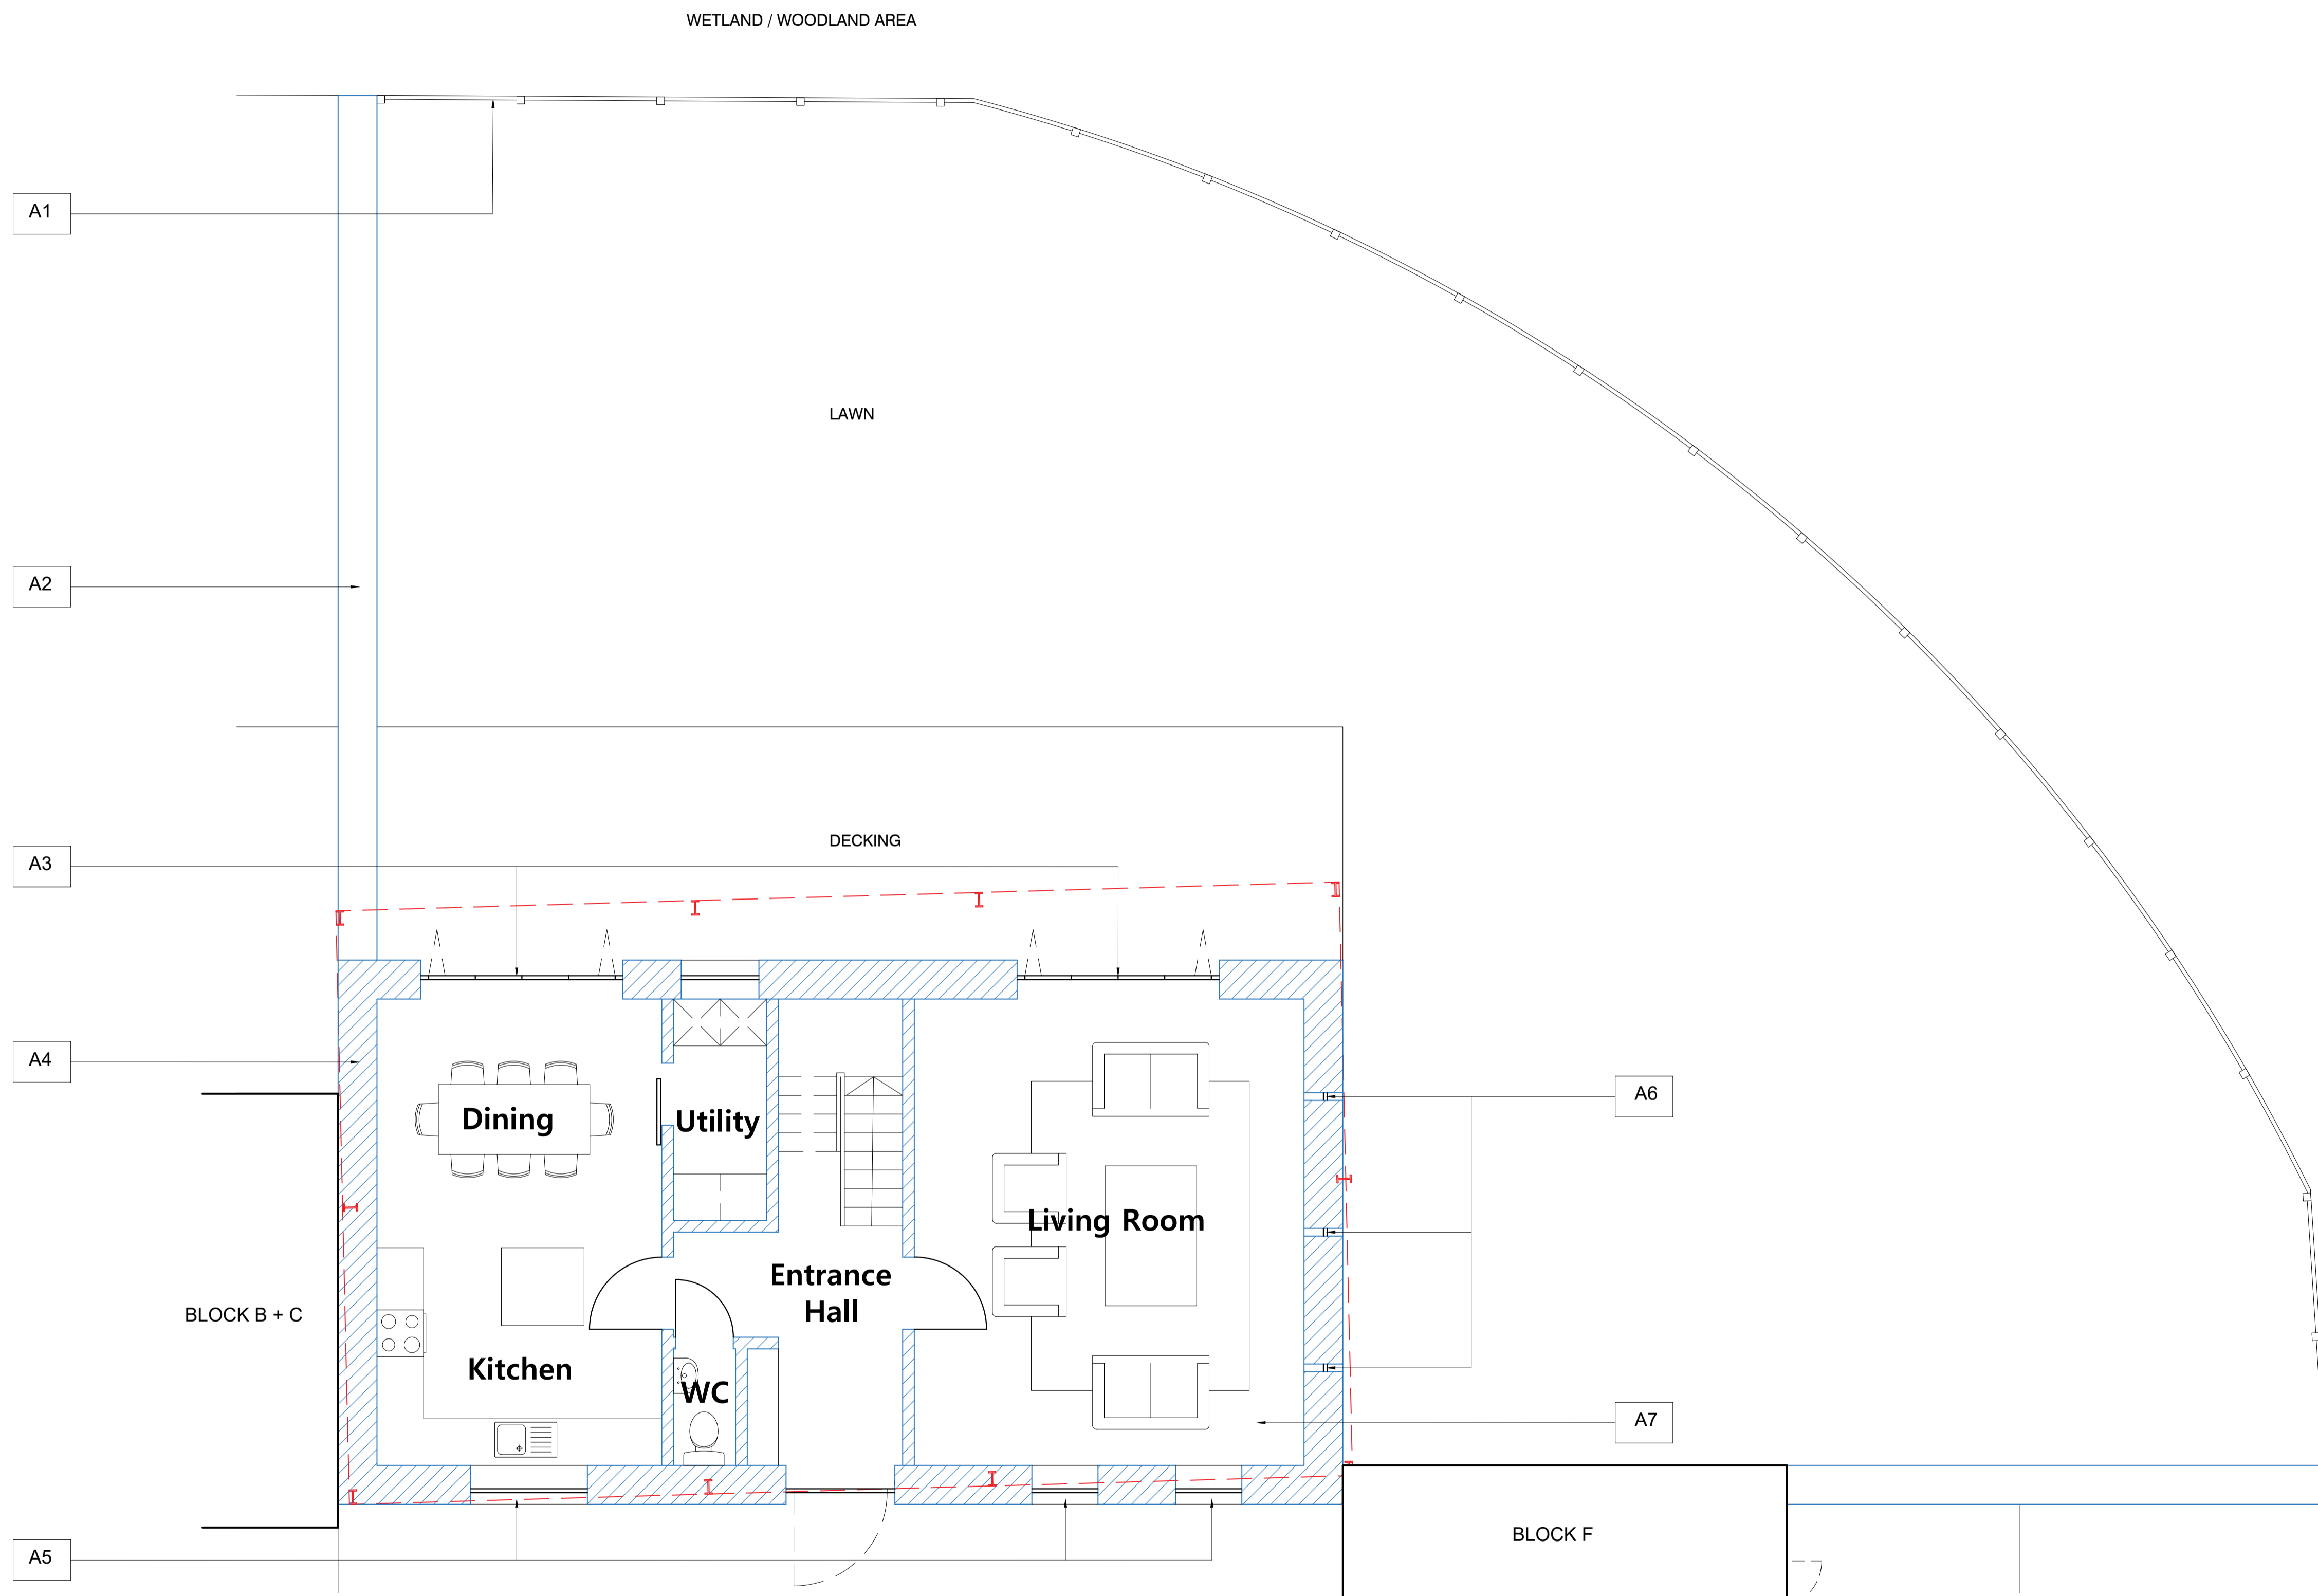 WETLAND / WOODLAND AREA
A1
LAWN
A2
DECKING
A3
A4
A6
Dining
Utility
Living Room
Entrance
Hall
BLOCK B + C
Kitchen
WC
A7
BLOCK F
A5